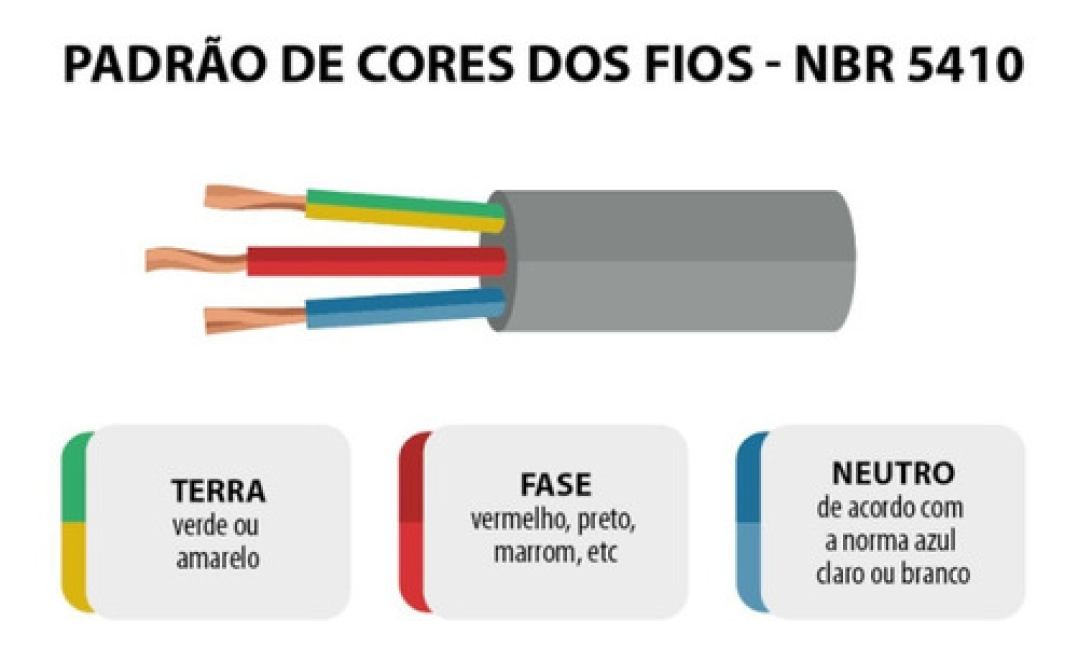 PADRÃO DE CORES DOS FIOS - NBR 5410
TERRA
verde ou
amarelo
FASE
vermelho, preto,
marrom, etc
NEUTRO
de acordo com
a norma azul
claro ou branco